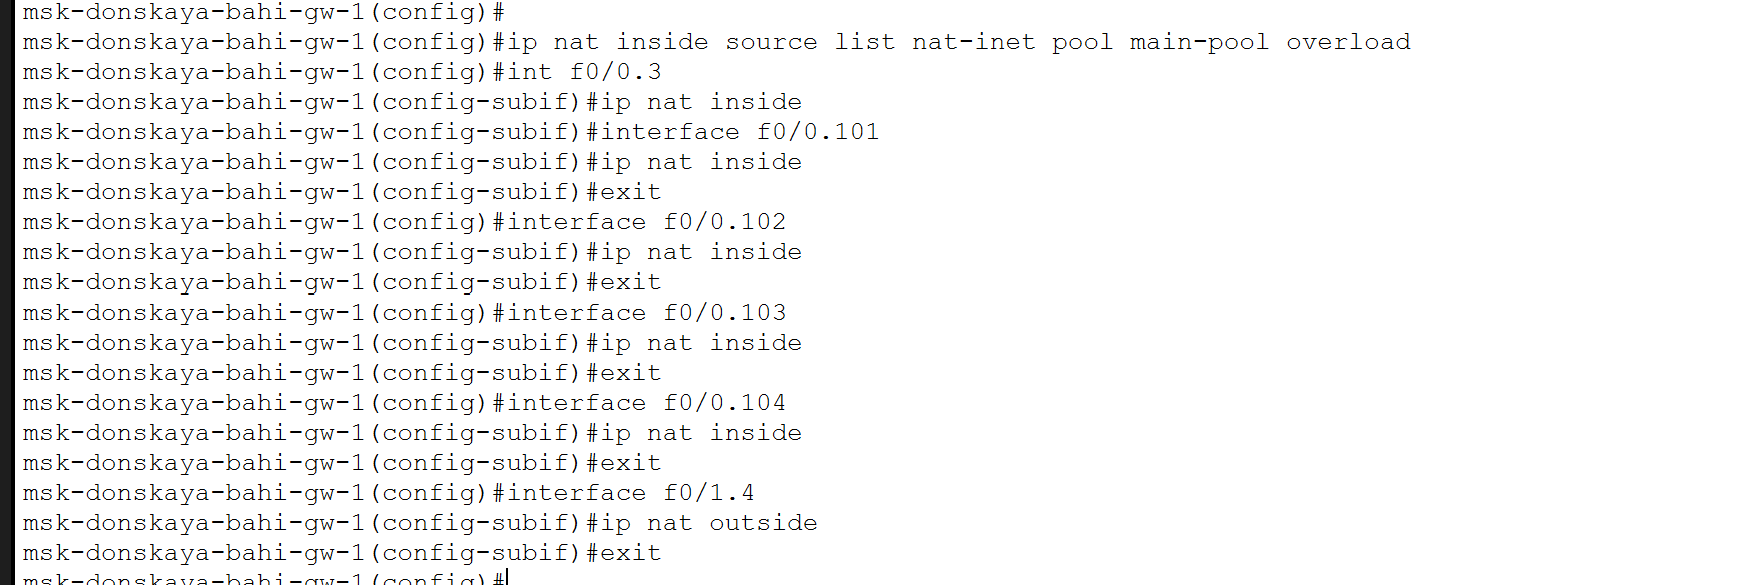 msk-donskaya-bahi-gw-1(config)#
msk-donskaya-bahi-gw-1(config)#ip nat inside source list nat-inet pool main-pool overload
msk-donskaya-bahi-gw-1(config)#int f0/0.3
msk-donskaya-bahi-gw-1(config-subif)#ip nat inside
msk-donskaya-bahi-gw-1(config-subif)#interface f0/0.101
msk-donskaya-bahi-gw-1(config-subif)#ip nat inside
msk-donskaya-bahi-gw-1(config-subif)#exit
msk-donskaya-bahi-gw-1(config)#interface f0/0.102
msk-donskaya-bahi-gw-1(config-subif)#ip nat inside
msk-donskaya-bahi-gw-1(config-subif)#exit
msk-donskaya-bahi-gw-1(config)#interface f0/0.103
msk-donskaya-bahi-gw-1(config-subif)#ip nat inside
msk-donskaya-bahi-gw-1(config-subif)#exit
msk-donskaya-bahi-gw-1(config)#interface f0/0.104
msk-donskaya-bahi-gw-1(config-subif)#ip nat inside
msk-donskaya-bahi-gw-1(config-subif)#exit
msk-donskaya-bahi-gw-1(config)#interface f0/1.4
msk-donskaya-bahi-gw-1(config-subif)#ip nat outside
msk-donskaya-bahi-gw-1(config-subif)#exit
msk-donskaya-bahi-gw-1(config)#